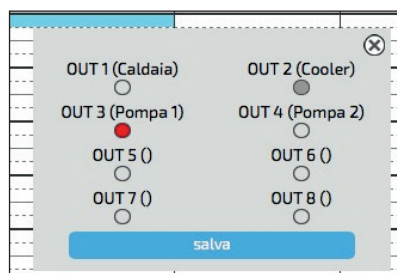 OUT 1 (Caldaia) OUT 2 (Cooler)
OUT 3 (Pompa 1) OUT 4 (Pompa 2)
OUT 5 () OUT 6 ()
OUT 7 () OUT 8 ()
salva